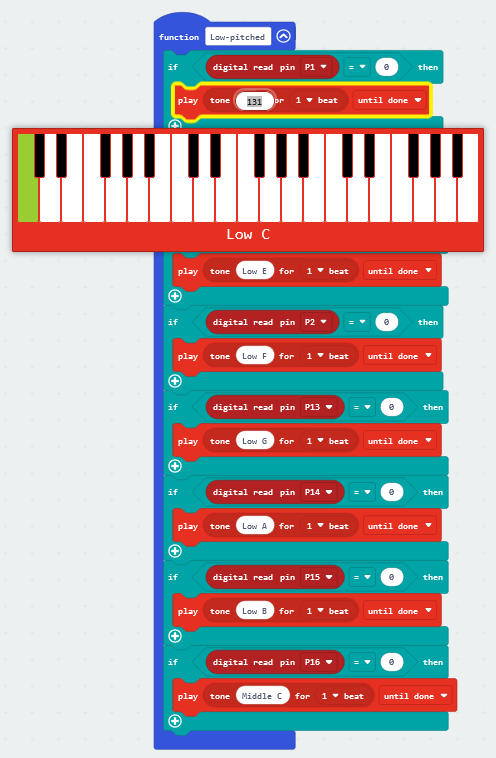 function Low-pitched
if digital read pin P1 = 0 then
play tone 131 or 1 beat until done
Low C
play tone Low E for 1 beat until done
if digital read pin P2 = 0 then
play tone Low F for 1 beat until done
if digital read pin P13 = 0 then
play tone Low G for 1 beat until done
if digital read pin P14 = 0 then
play tone Low A for 1 beat until done
if digital read pin P15 = 0 then
play tone Low B for 1 beat until done
if digital read pin P16 = 0 then
play tone Middle C for 1 beat until done